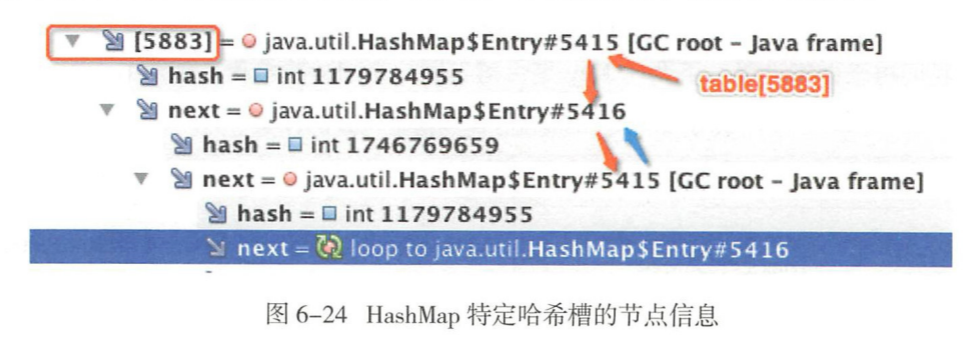 [5883] = java.util.HashMap$Entry#5415 [GC root - Java frame]
hash = int 1179784955
table[5883]
next = java.util.HashMap$Entry#5416
hash = int 1746769659
next = java.util.HashMap$Entry#5415 [GC root - Java frame]
hash = int 1179784955
next = loop to java.util.HashMap$Entry#5416
图 6-24 HashMap 特定哈希槽的节点信息